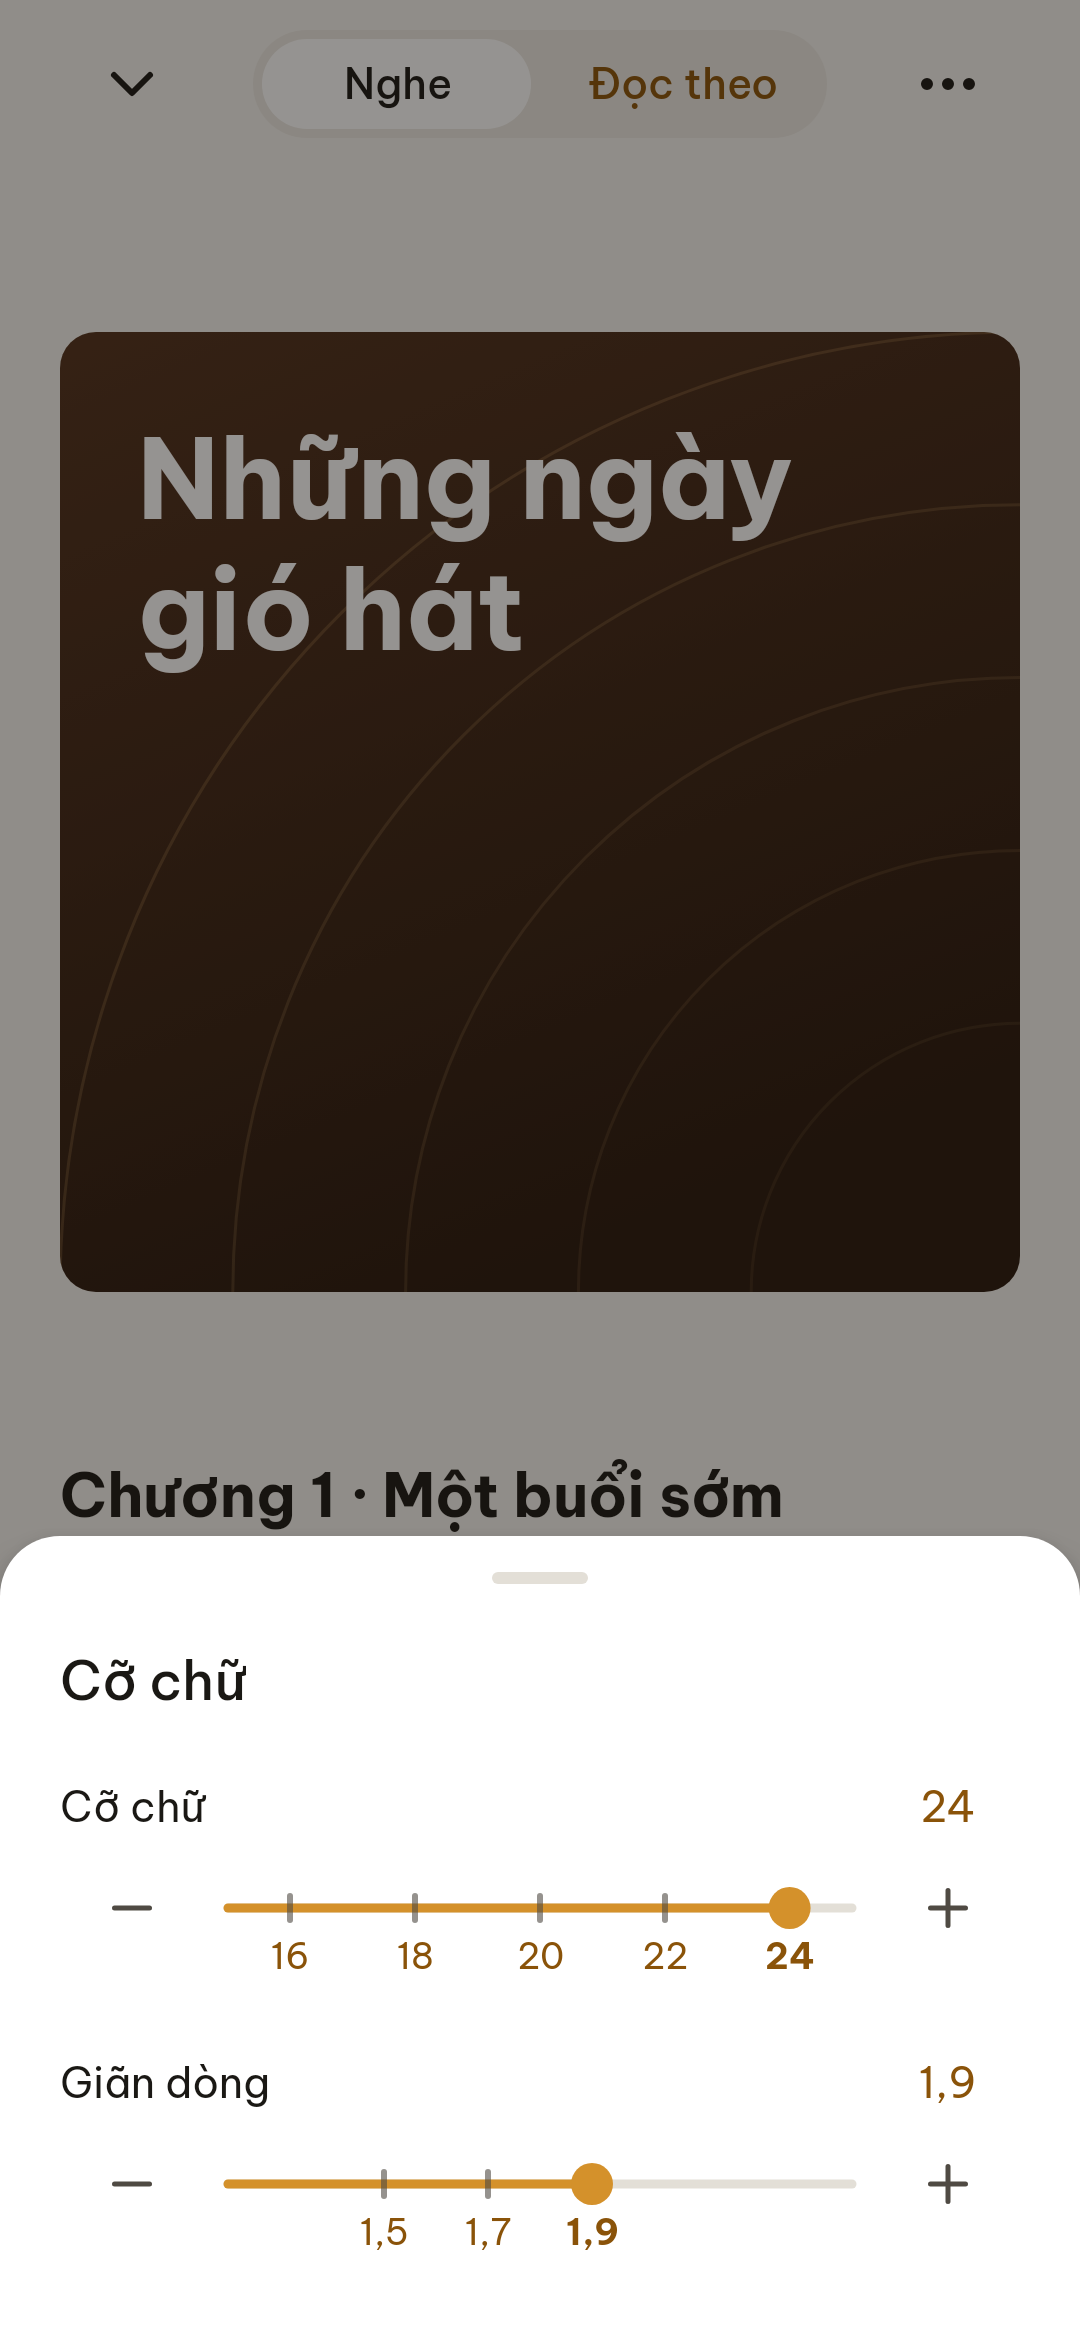 Nghe
Đọc theo
Những ngày
gió hát
Chương 1 · Một buổi sớm
Cỡ chữ
Cỡ chữ
24
16
18
20
22
24
Giãn dòng
1,9
1,5
1,7
1,9